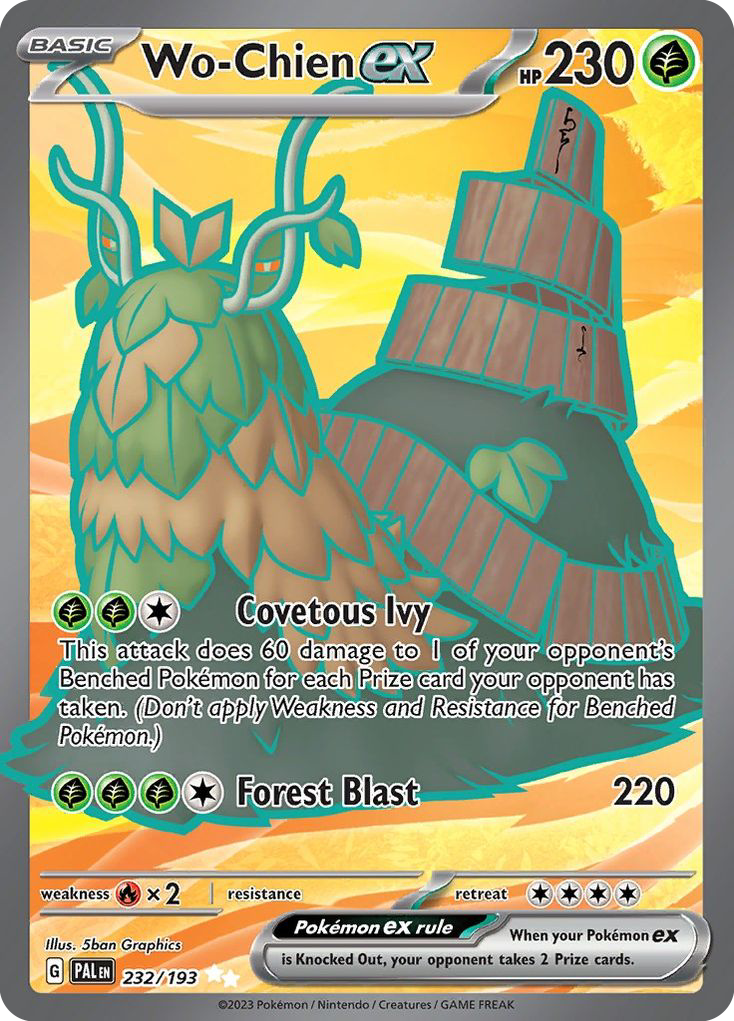 BASIC
Wo-Chien ex
HP 230
Covetous Ivy
This attack does 60 damage to 1 of your opponent's
Benched Pokémon for each Prize card your opponent has
taken. (Don't apply Weakness and Resistance for Benched
Pokémon.)
Forest Blast 220
weakness ×2 resistance retreat
Pokémon ex rule
When your Pokémon ex
is Knocked Out, your opponent takes 2 Prize cards.
Illus. 5ban Graphics
G PAL EN 232/193
©2023 Pokémon / Nintendo / Creatures / GAME FREAK